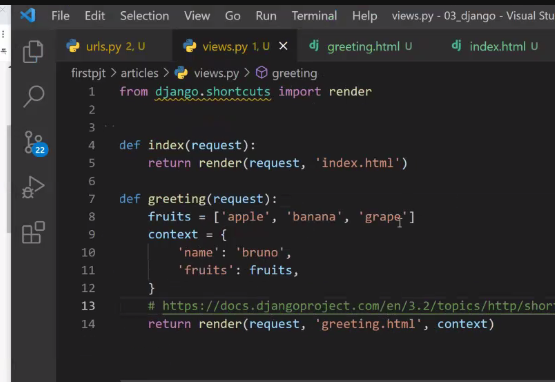 File Edit Selection View Go Run Terminal Help views.py - 03_django - Visual Stu
urls.py 2, U views.py 1, U × dj greeting.html U dj index.html U
firstpjt > articles > views.py > greeting
1 from django.shortcuts import render
2
3
4 def index(request):
5 return render(request, 'index.html')
6
7 def greeting(request):
8 fruits = ['apple', 'banana', 'grape']
9 context = {
10 'name': 'bruno',
11 'fruits': fruits,
12 }
13 # https://docs.djangoproject.com/en/3.2/topics/http/shor
14 return render(request, 'greeting.html', context)
22